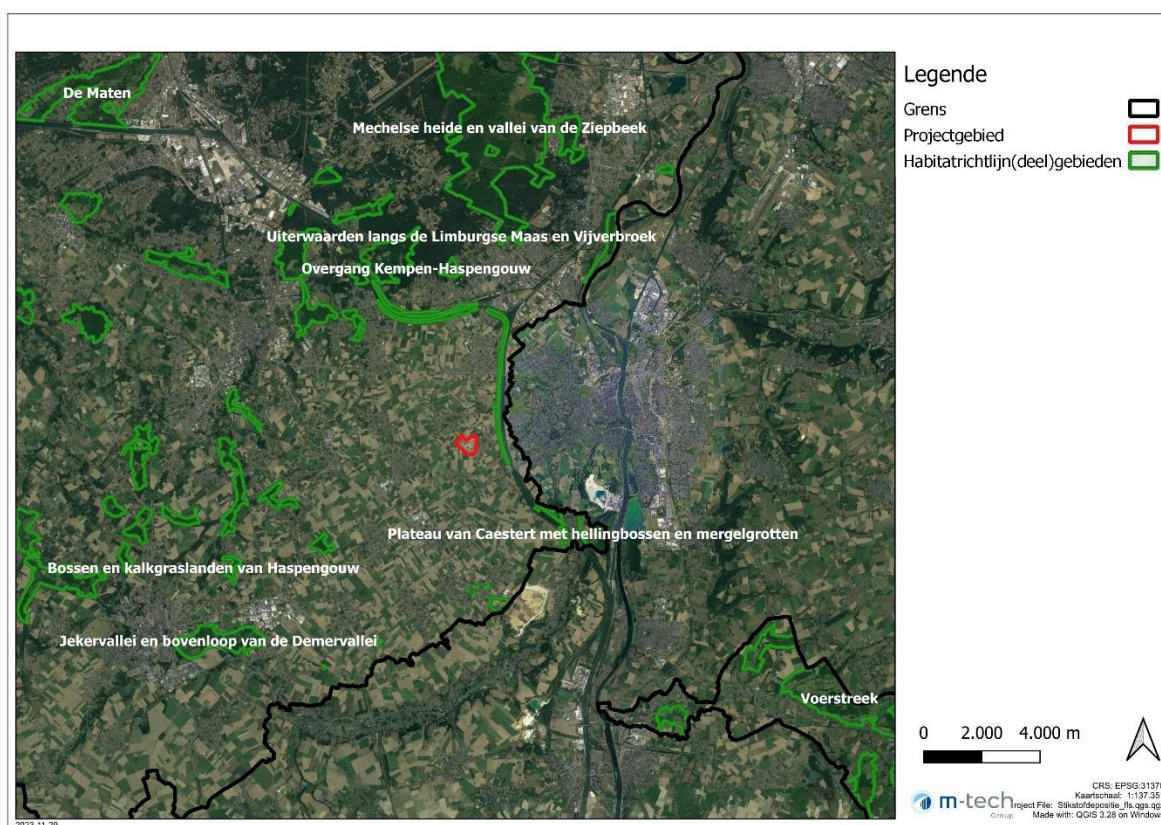 De Maten
Mechelse heide en vallei van de Ziepbeek
Uiterwaarden langs de Limburgse Maas en Vijverbroek
Overgang Kempen-Haspengouw
Plateau van Caestert met hellingbossen en mergelgrotten
Bossen en kalkgraslanden van Haspengouw
Jekervallei en bovenloop van de Demervallei
Voerstreek
Legende
Grens
Projectgebied
Habitatrichtlijn(deel)gebieden
0 2.000 4.000 m
CRS: EPSG:3137
Kaartschaal: 1:137.35
roject File: Stikstofdepositie_fls.qgs.qg
Made with: QGIS 3.28 on Window
m-tech
Group